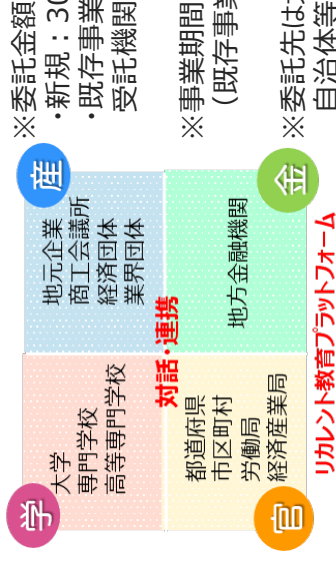 学
大学
専門学校
高等専門学校
産
地元企業
商工会議所
経済団体
業界団体
対話・連携
官
都道府県
市区町村
労働局
経済産業局
金
地方金融機関
リカレント教育プラットフォーム
※委託金額
・新規：30
・既存事業
受託機関
※事業期間
（既存事業
※委託先は
自治体等